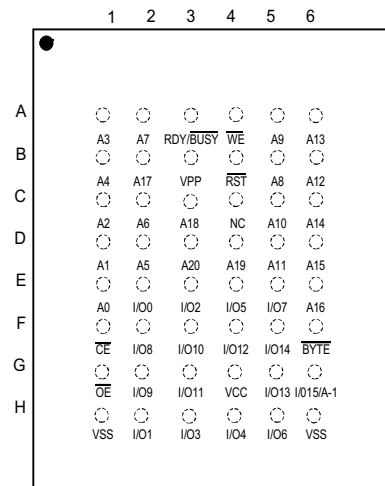 1 2 3 4 5 6
A
A3 A7 RDY/BUSY WE A9 A13
B
A4 A17 VPP RST A8 A12
C
A2 A6 A18 NC A10 A14
D
A1 A5 A20 A19 A11 A15
E
A0 I/O0 I/O2 I/O5 I/O7 A16
F
CE I/O8 I/O10 I/O12 I/O14 BYTE
G
OE I/O9 I/O11 VCC I/O13 I/015/A-1
H
VSS I/O1 I/O3 I/O4 I/O6 VSS